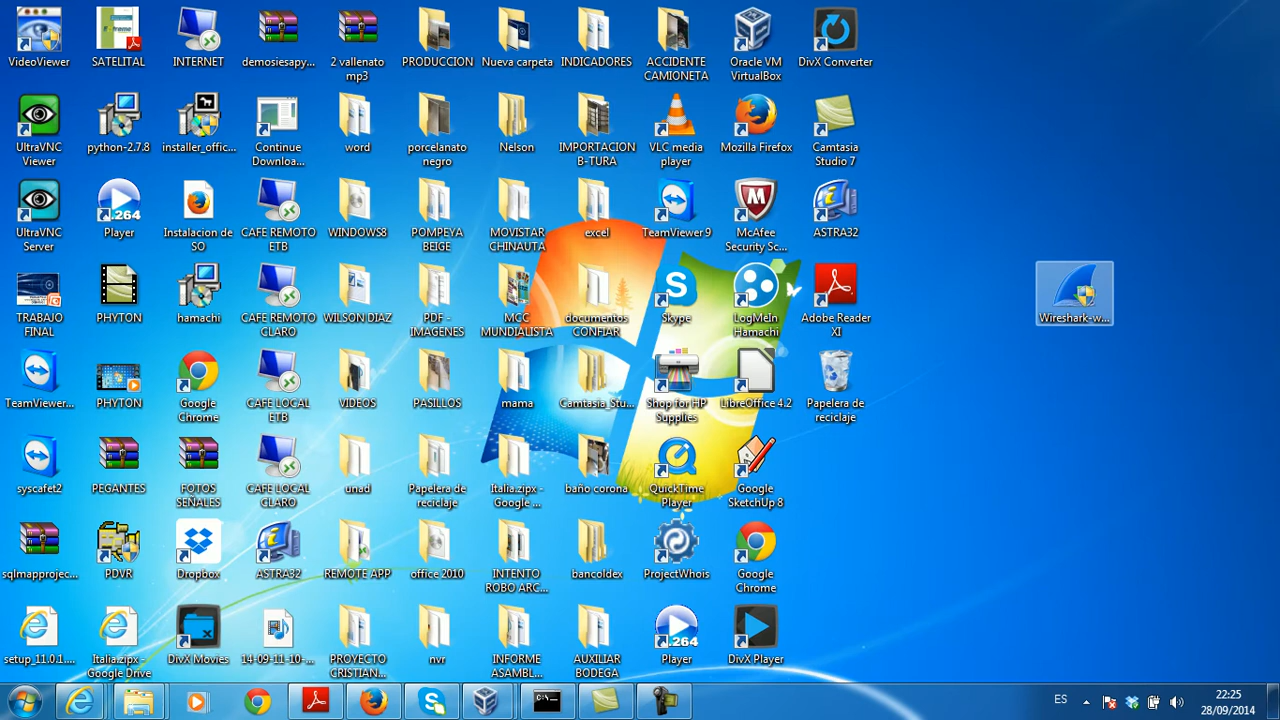 VideoViewer
SATELITAL
INTERNET
demosiesapy...
2 vallenato
mp3
PRODUCCION
Nueva carpeta
INDICADORES
ACCIDENTE
CAMIONETA
Oracle VM
VirtualBox
DivX Converter
UltraVNC
Viewer
python-2.7.8
installer_offic...
Continue
Downloa...
word
porcelanato
negro
Nelson
IMPORTACION
B-TURA
VLC media
player
Mozilla Firefox
Camtasia
Studio 7
UltraVNC
Server
.264
Player
Instalacion de
SO
CAFE REMOTO
ETB
WINDOWS8
POMPEYA
BEIGE
MOVISTAR
CHINAUTA
excel
TeamViewer 9
McAfee
Security Sc...
ASTRA32
TRABAJO
FINAL
PHYTON
hamachi
CAFE REMOTO
CLARO
WILSON DIAZ
PDF -
IMAGENES
MCC
MUNDIALISTA
documentos
CONFIAR
Skype
LogMeIn
Hamachi
Adobe Reader
XI
Wireshark-w...
TeamViewer...
PHYTON
Google
Chrome
CAFE LOCAL
ETB
VIDEOS
PASILLOS
mama
Camtasia_Stu...
Shop for HP
Supplies
LibreOffice 4.2
Papelera de
reciclaje
syscafet2
PEGANTES
FOTOS
SEÑALES
CAFE LOCAL
CLARO
unad
Papelera de
reciclaje
Italia.zipx -
Google ...
baño corona
QuickTime
Player
Google
SketchUp 8
sqlmapprojec...
PDVR
Dropbox
ASTRA32
REMOTE APP
office 2010
INTENTO
ROBO ARC...
bancoldex
ProjectWhois
Google
Chrome
setup_11.0.1....
Italia.zipx -
Google Drive
DivX Movies
14-09-11-10-...
PROYECTO
CRISTIAN...
nvr
INFORME
ASAMBL...
AUXILIAR
BODEGA
.264
Player
DivX Player
ES
22:25
28/09/2014